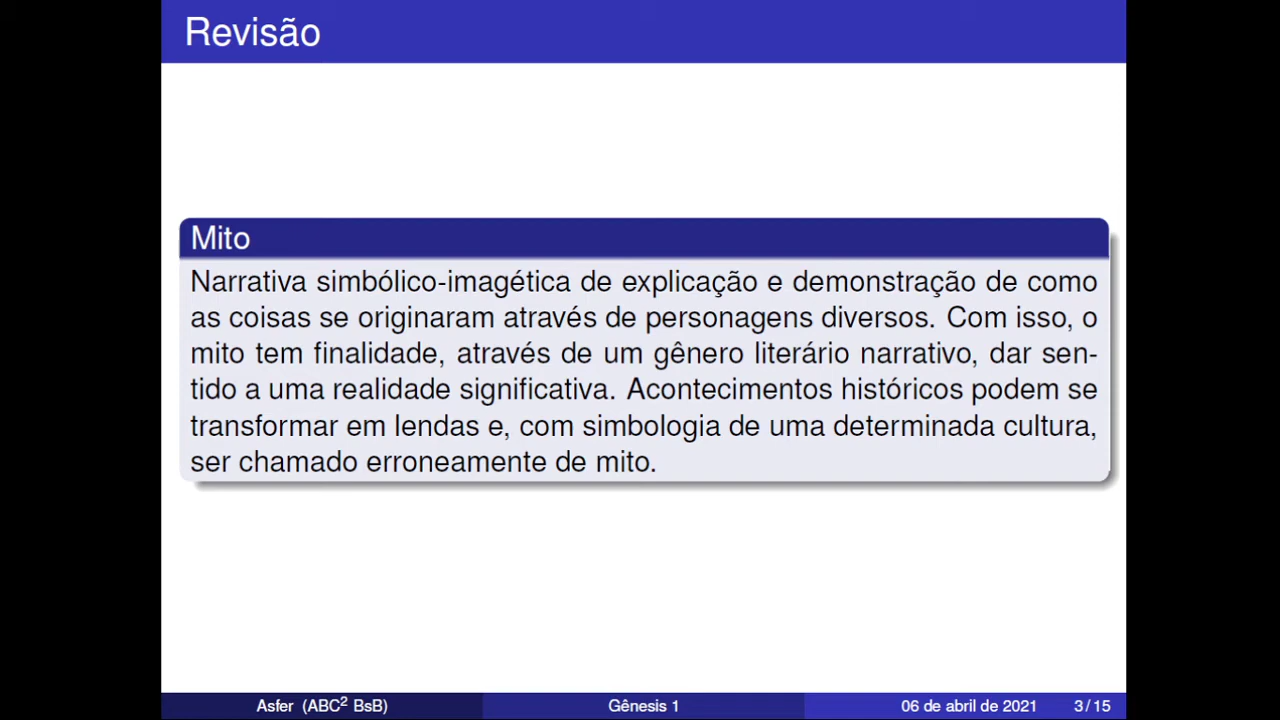 Revisão
Mito
Narrativa simbólico-imagética de explicação e demonstração de como
as coisas se originaram através de personagens diversos. Com isso, o
mito tem finalidade, através de um gênero literário narrativo, dar sen-
tido a uma realidade significativa. Acontecimentos históricos podem se
transformar em lendas e, com simbologia de uma determinada cultura,
ser chamado erroneamente de mito.
Asfer (ABC² BsB) Gênesis 1 06 de abril de 2021 3 / 15